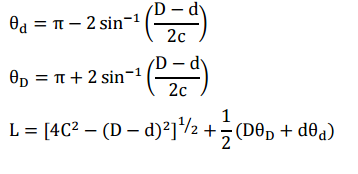 θd = π − 2 sin⁻¹ ((D − d)/2c)
θD = π + 2 sin⁻¹ ((D − d)/2c)
L = [4C² − (D − d)²]^1/2 + 1/2 (DθD + dθd)